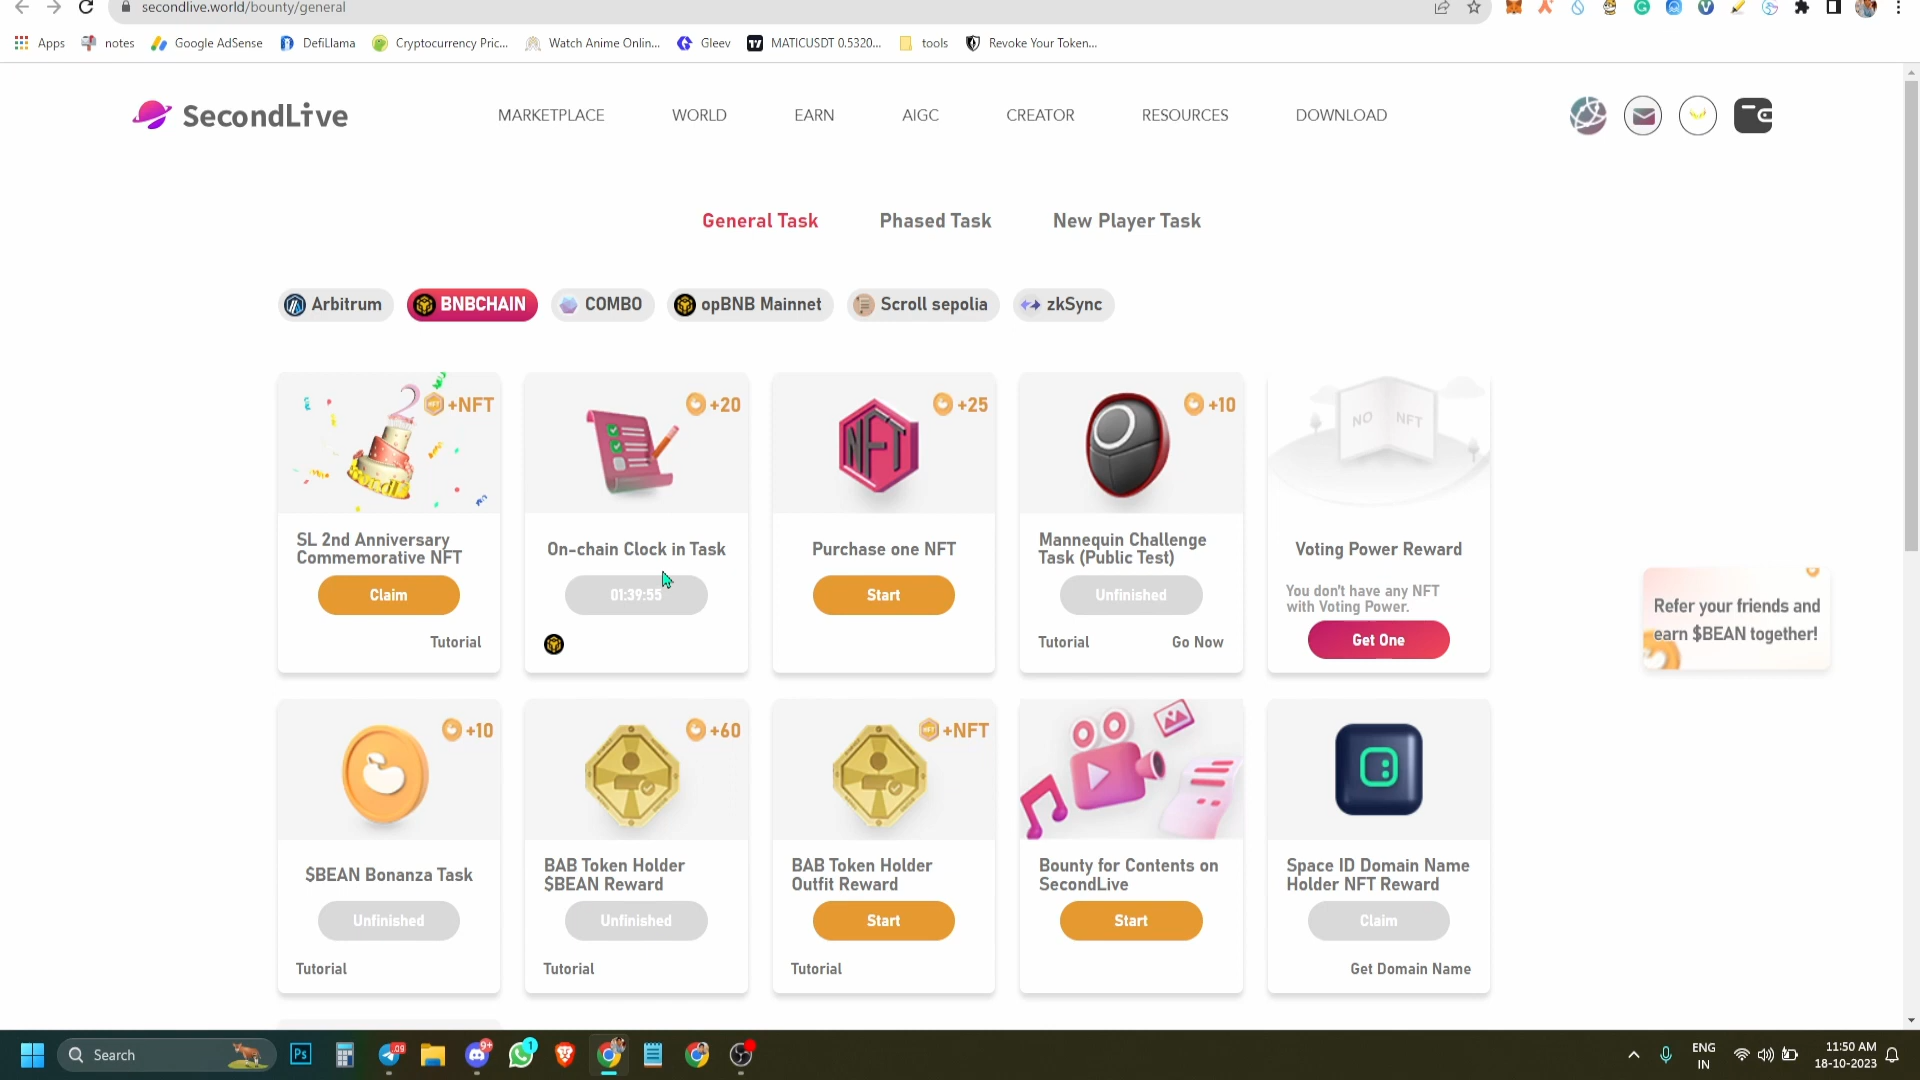 secondlive.world/bounty/general
Apps
notes
Google AdSense
DefiLlama
Cryptocurrency Pric...
Watch Anime Onlin...
Gleev
MATICUSDT 0.5320...
tools
Revoke Your Token...
SecondLive
MARKETPLACE
WORLD
EARN
AIGC
CREATOR
RESOURCES
DOWNLOAD
General Task
Phased Task
New Player Task
Arbitrum
BNBCHAIN
COMBO
opBNB Mainnet
Scroll sepolia
zkSync
+NFT
+20
NFT
+25
+10
NO NFT
SL 2nd Anniversary
Commemorative NFT
Claim
Tutorial
On-chain Clock in Task
01:39:55
Purchase one NFT
Start
Mannequin Challenge
Task (Public Test)
Unfinished
Tutorial
Go Now
Voting Power Reward
You don't have any NFT
with Voting Power.
Get One
Refer your friends and
earn $BEAN together!
+10
+60
+NFT
$BEAN Bonanza Task
Unfinished
Tutorial
BAB Token Holder
$BEAN Reward
Unfinished
Tutorial
BAB Token Holder
Outfit Reward
Start
Tutorial
Bounty for Contents on
SecondLive
Start
Space ID Domain Name
Holder NFT Reward
Claim
Get Domain Name
Search
Ps
ENG
IN
11:50 AM
18-10-2023